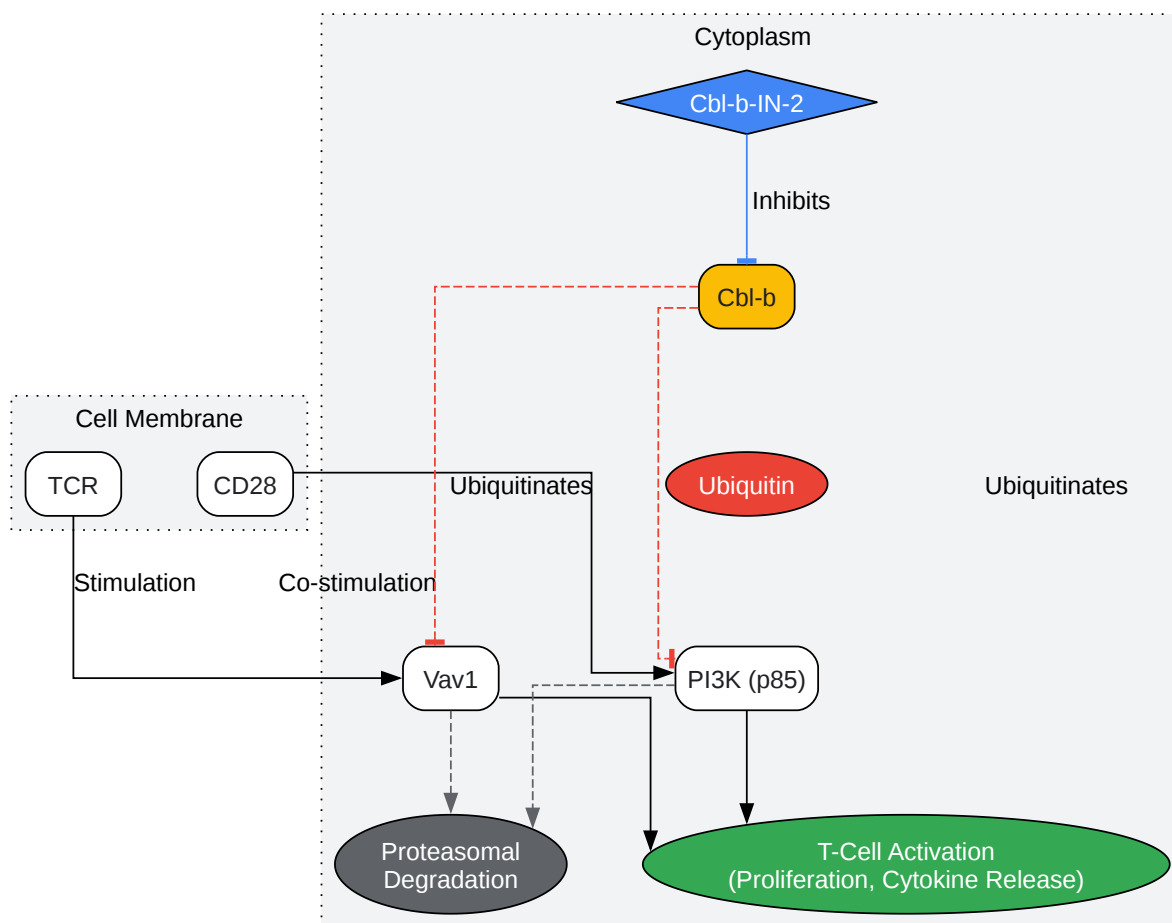 Cytoplasm
Cbl-b-IN-2
Inhibits
Cbl-b
Cell Membrane
TCR
CD28
Ubiquitinates
Ubiquitin
Ubiquitinates
Stimulation
Co-stimulation
Vav1
PI3K (p85)
Proteasomal
Degradation
T-Cell Activation
(Proliferation, Cytokine Release)